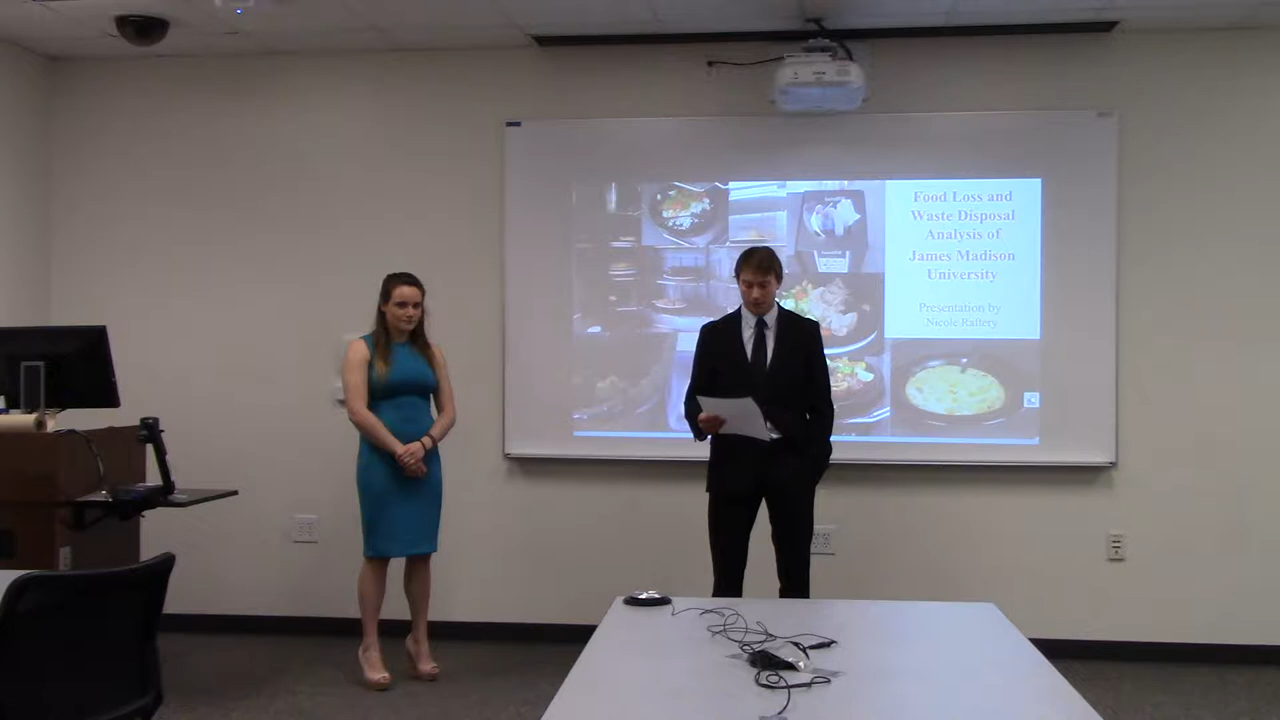 Food Loss and
Waste Disposal
Analysis of
James Madison
University
Presentation by
Nicole Raftery